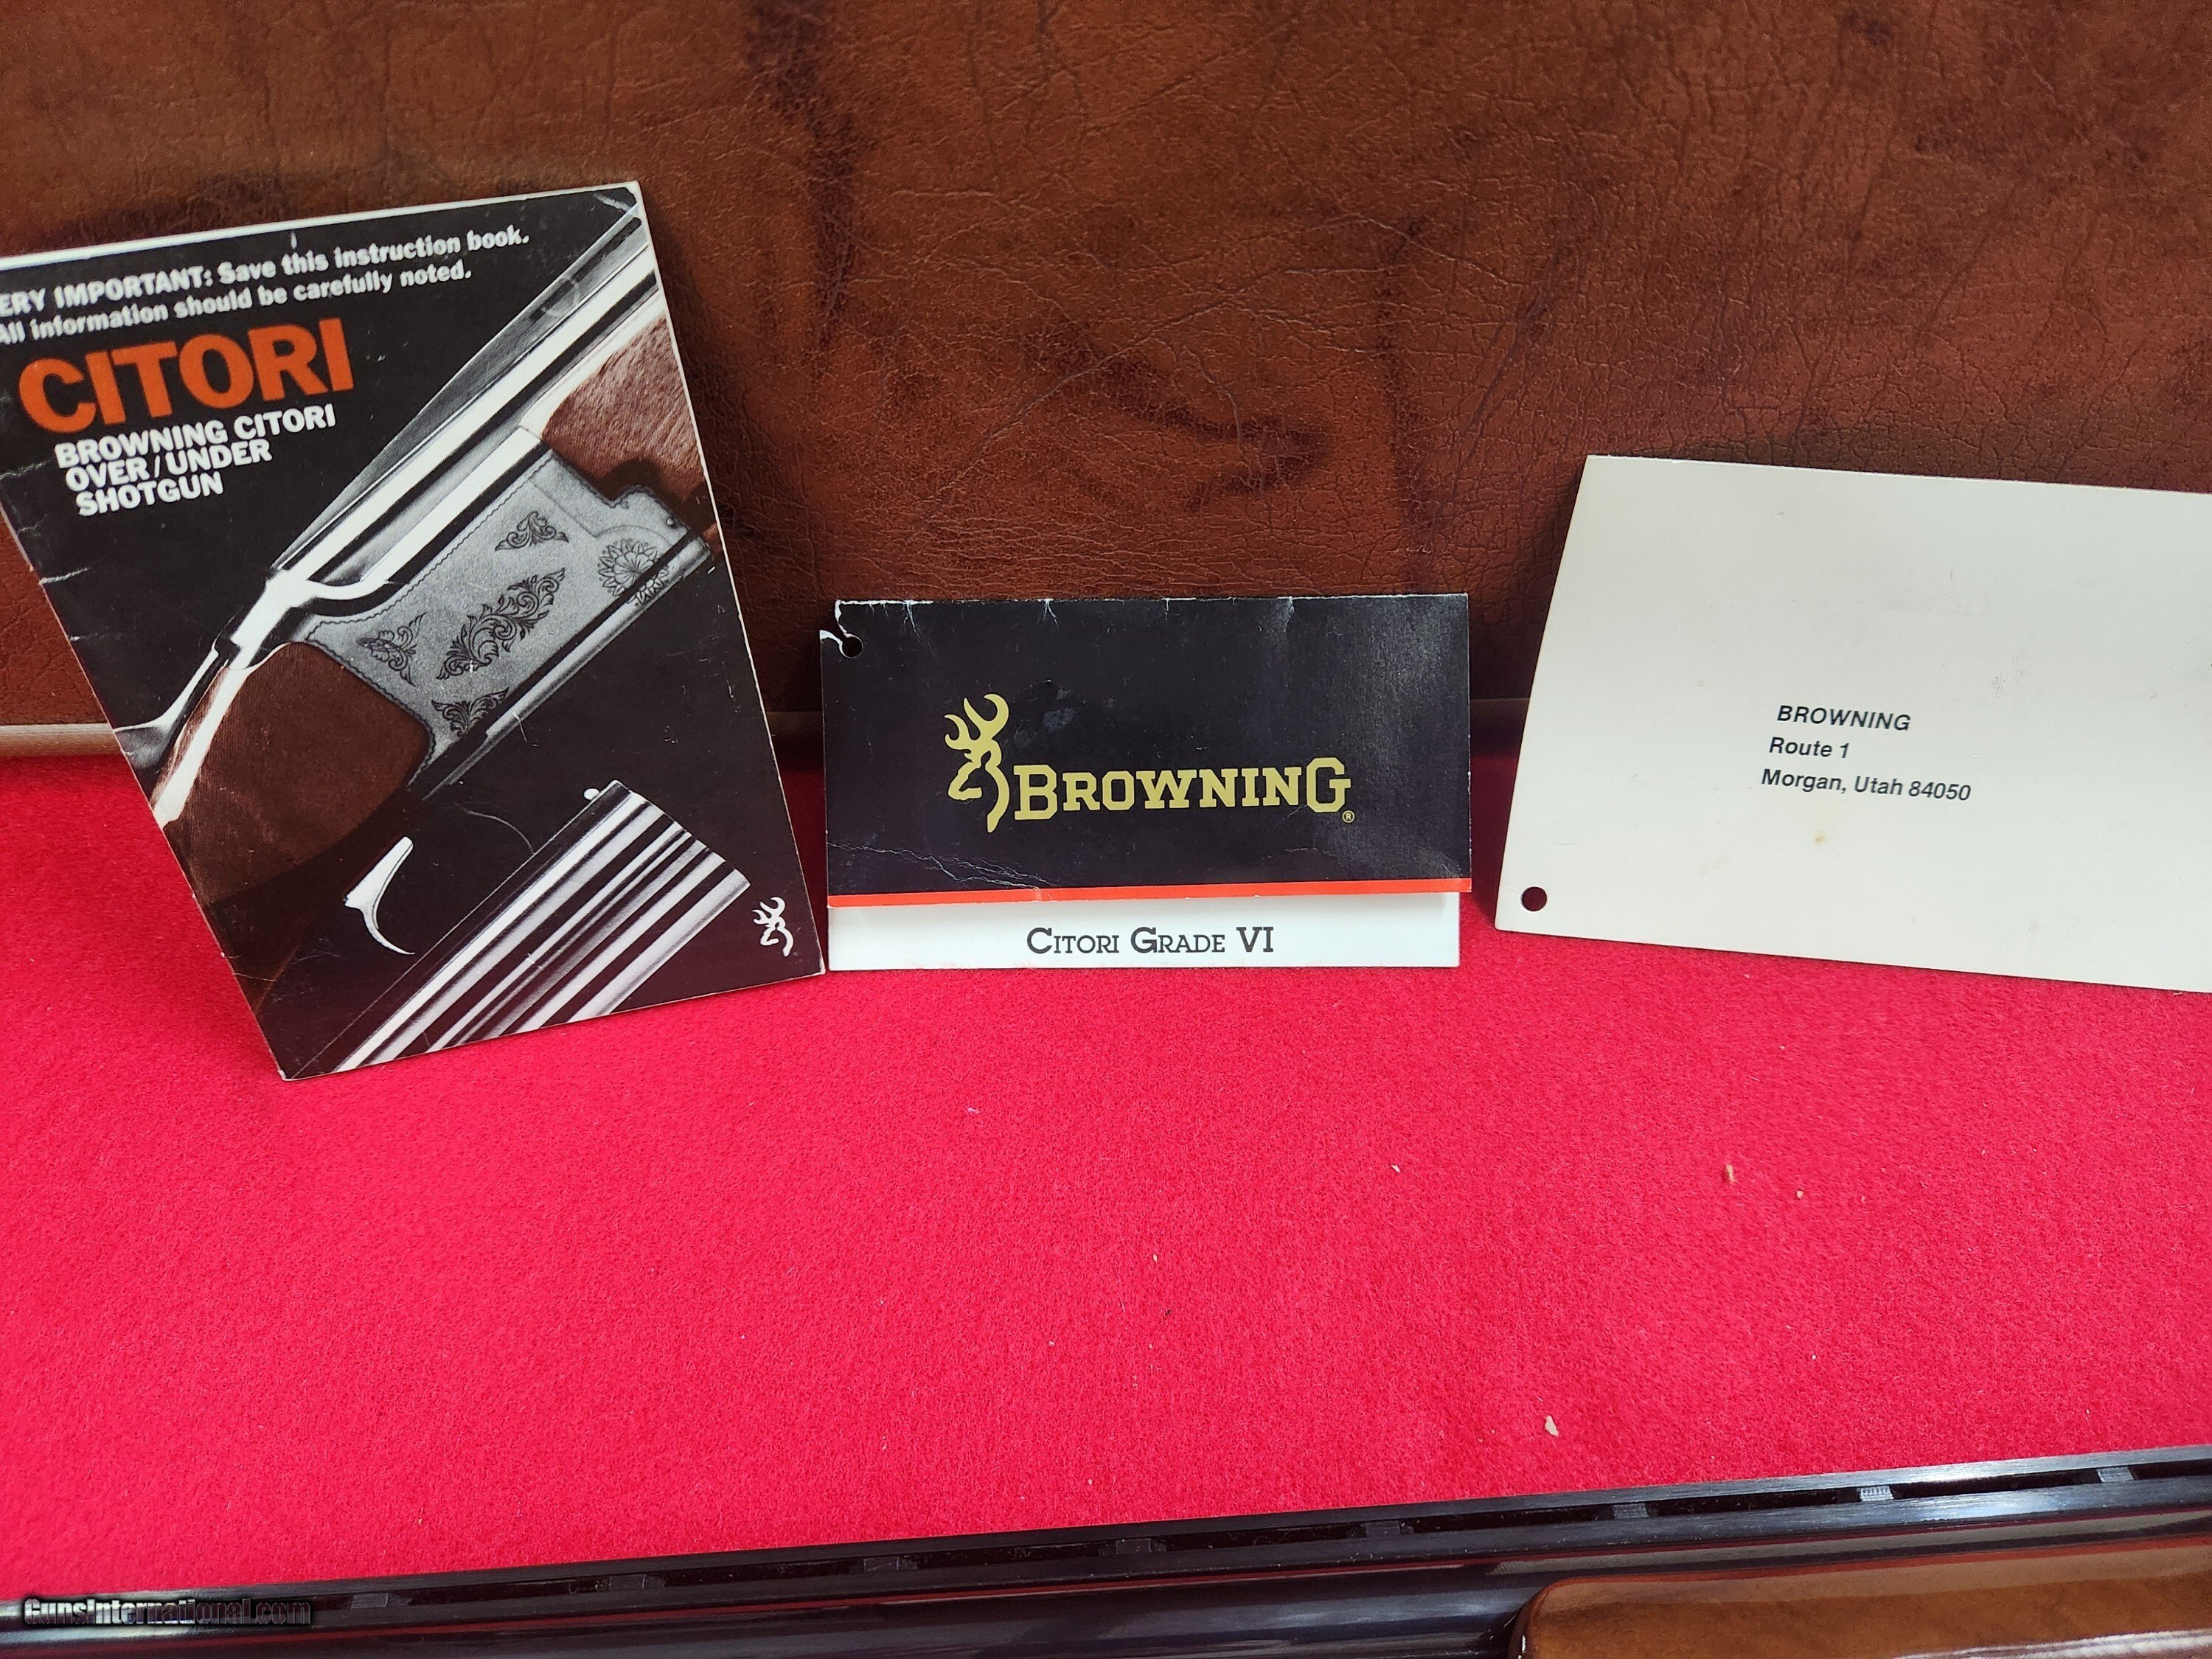 ERY IMPORTANT: Save this instruction book.
All information should be carefully noted.
CITORI
BROWNING CITORI
OVER/UNDER
SHOTGUN
BROWNING®
CITORI GRADE VI
BROWNING
Route 1
Morgan, Utah 84050
GunsInternational.com